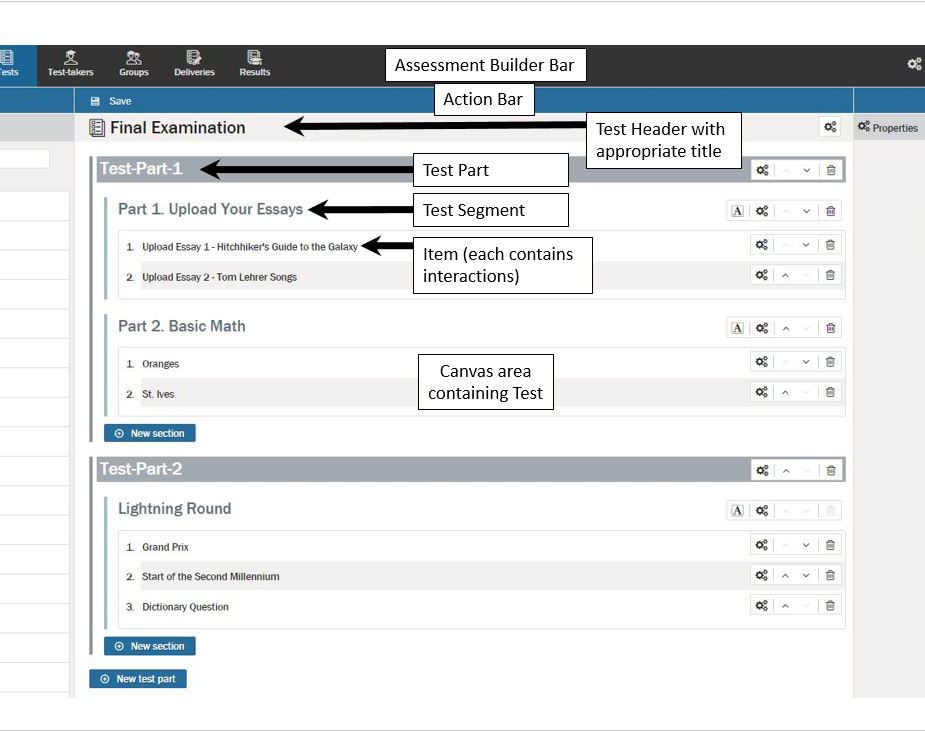 ests
Test-takers
Groups
Deliveries
Results
Assessment Builder Bar
Save
Action Bar
Final Examination
Test Header with
appropriate title
Properties
Test-Part-1
Test Part
Part 1. Upload Your Essays
Test Segment
A
1. Upload Essay 1 - Hitchhiker's Guide to the Galaxy
Item (each contains
interactions)
2. Upload Essay 2 - Tom Lehrer Songs
Part 2. Basic Math
A
1. Oranges
Canvas area
containing Test
2. St. Ives
New section
Test-Part-2
Lightning Round
A
1. Grand Prix
2. Start of the Second Millennium
3. Dictionary Question
New section
New test part